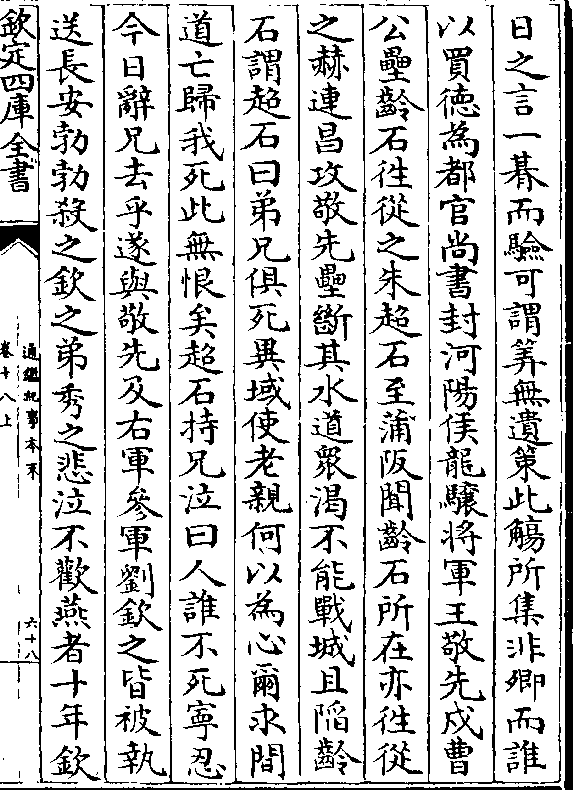 日之言一朞而驗可謂筭無遺策此觴所集非卿而誰
以買德為都官尚書封河陽侯龍驤將軍王敬先戍曹
公壘齡石往從之朱超石至蒲阪聞齡石所在亦往從
之赫連昌攻敬先壘斷其水道衆渴不能戰城且陷齡
石謂超石曰弟兄俱死異域使老親何以為心爾求間
道亡歸我死此無恨矣超石持兄泣曰人誰不死寧忍
今日辭兄去乎遂與敬先及右軍參軍劉欽之皆被執
送長安勃勃殺之欽之弟秀之悲泣不歡燕者十年欽
欽定四庫全書
通鑑紀事本末
卷十八上
六十八